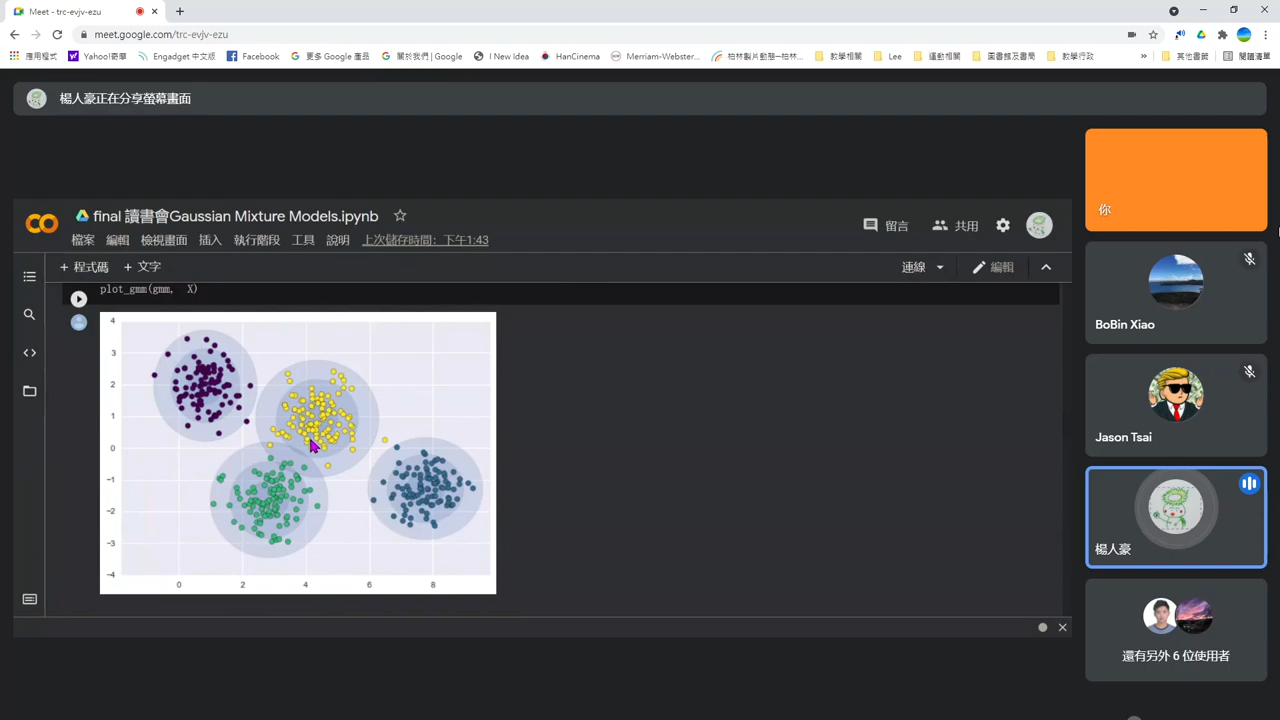 Meet - trc-evjv-ezu
meet.google.com/trc-evjv-ezu
應用程式 Yahoo!奇摩 Engadget 中文版 Facebook 更多 Google 產品 關於我們 | Google I New Idea HanCinema Merriam-Webster... 柏林製片動態─柏林... 教學相關 Lee 運動相關 圖書館及書局 教學行政 » 其他書籤 閱讀清單
楊人豪正在分享螢幕畫面
你
final 讀書會Gaussian Mixture Models.ipynb
留言 共用
檔案 編輯 檢視畫面 插入 執行階段 工具 說明 上次儲存時間：下午1:43
+ 程式碼 + 文字 連線 編輯
plot_gmm(gmm, X)
4
3
2
1
0
-1
-2
-3
-4
0 2 4 6 8
BoBin Xiao
Jason Tsai
楊人豪
還有另外 6 位使用者